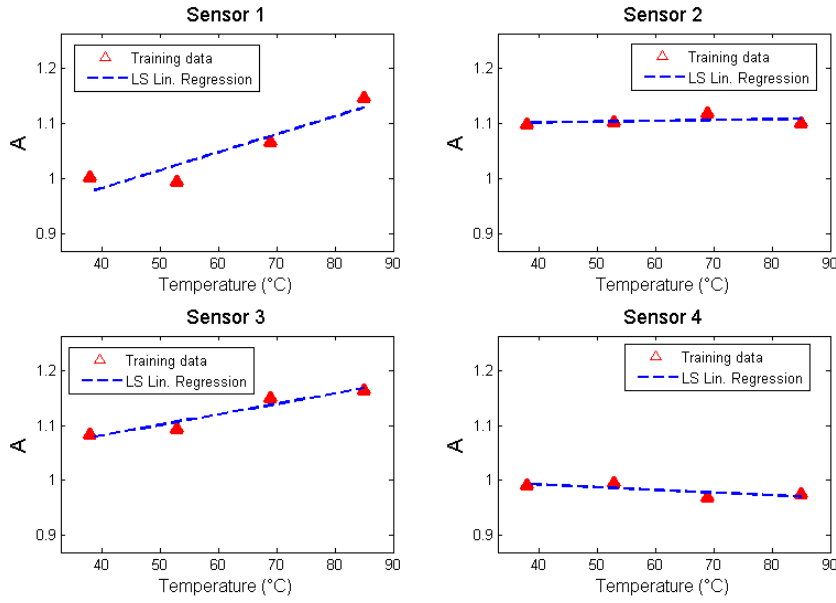 Sensor 1
Training data
LS Lin. Regression
1.2
1.1
1
0.9
A
40 50 60 70 80 90
Temperature (°C)
Sensor 2
Training data
LS Lin. Regression
1.2
1.1
1
0.9
A
40 50 60 70 80 90
Temperature (°C)
Sensor 3
Training data
LS Lin. Regression
1.2
1.1
1
0.9
A
40 50 60 70 80 90
Temperature (°C)
Sensor 4
Training data
LS Lin. Regression
1.2
1.1
1
0.9
A
40 50 60 70 80 90
Temperature (°C)